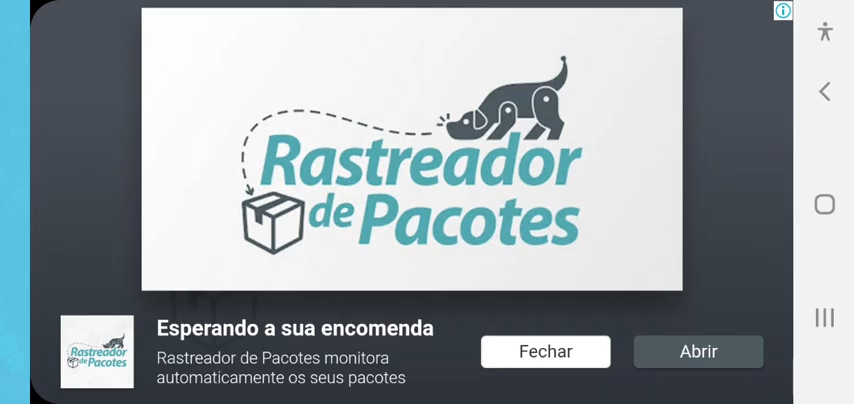 Rastreador
de Pacotes
Esperando a sua encomenda
Rastreador
de Pacotes
Rastreador de Pacotes monitora
automaticamente os seus pacotes
Fechar
Abrir